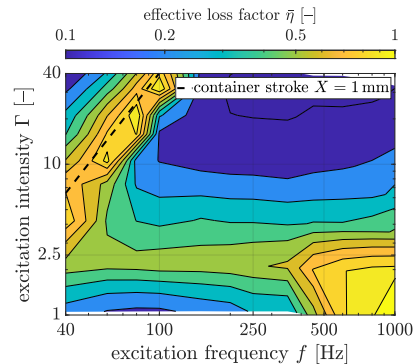 effective loss factor η̄ [–]
0.1 0.2 0.5 1
container stroke X = 1 mm
excitation intensity Γ [–]
40
10
2.5
1
40 100 250 500 1000
excitation frequency f [Hz]